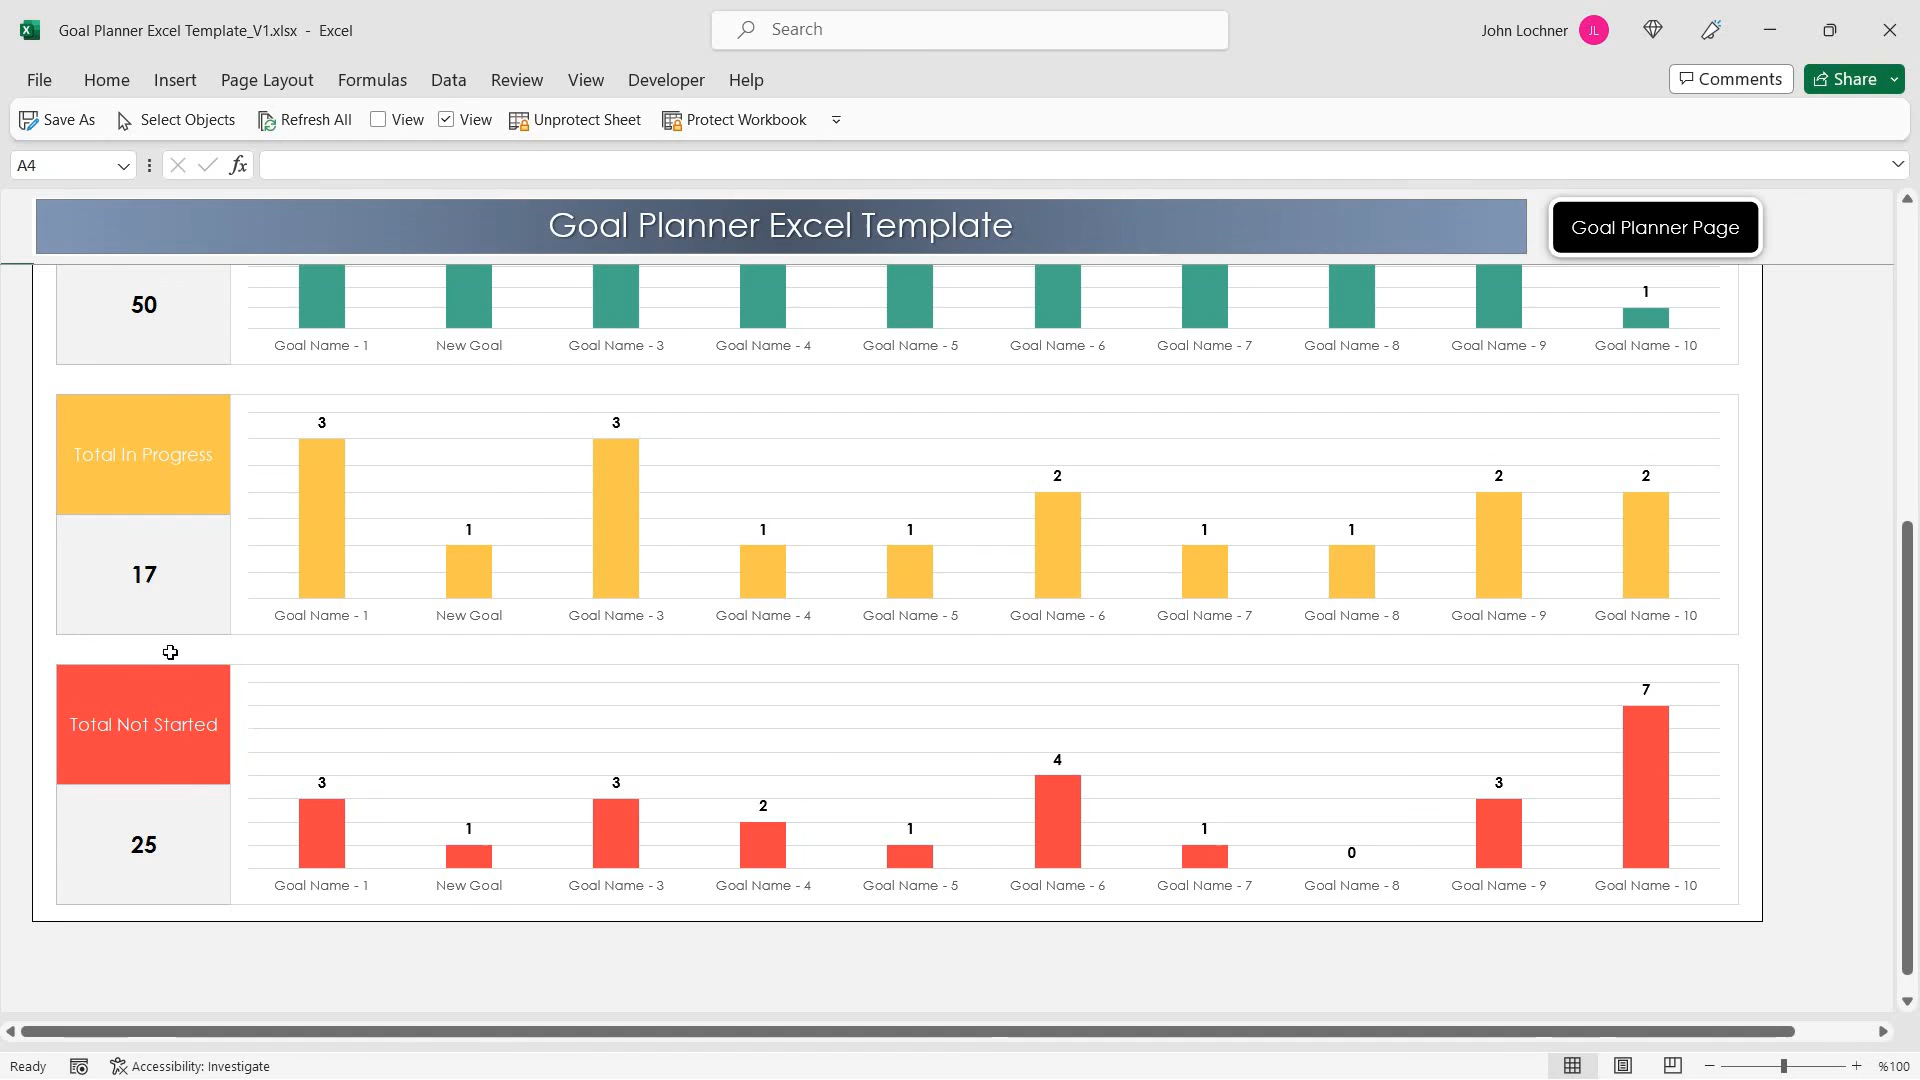 Goal Planner Excel Template_V1.xlsx - Excel
Search
John Lochner JL
File Home Insert Page Layout Formulas Data Review View Developer Help
Comments Share
Save As Select Objects Refresh All View View Unprotect Sheet Protect Workbook
A4 fx
Goal Planner Excel Template
Goal Planner Page
50
1
Goal Name - 1 New Goal Goal Name - 3 Goal Name - 4 Goal Name - 5 Goal Name - 6 Goal Name - 7 Goal Name - 8 Goal Name - 9 Goal Name - 10
Total In Progress
17
3 1 3 1 1 2 1 1 2 2
Goal Name - 1 New Goal Goal Name - 3 Goal Name - 4 Goal Name - 5 Goal Name - 6 Goal Name - 7 Goal Name - 8 Goal Name - 9 Goal Name - 10
Total Not Started
25
3 1 3 2 1 4 1 0 3 7
Goal Name - 1 New Goal Goal Name - 3 Goal Name - 4 Goal Name - 5 Goal Name - 6 Goal Name - 7 Goal Name - 8 Goal Name - 9 Goal Name - 10
Ready Accessibility: Investigate %100